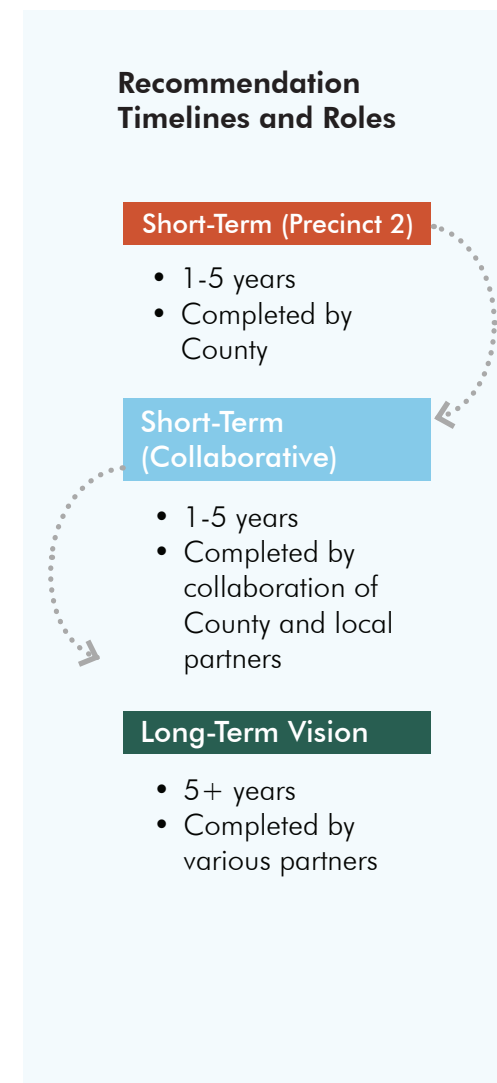 Recommendation
Timelines and Roles
Short-Term (Precinct 2)
• 1-5 years
• Completed by
County
Short-Term
(Collaborative)
• 1-5 years
• Completed by
collaboration of
County and local
partners
Long-Term Vision
• 5+ years
• Completed by
various partners